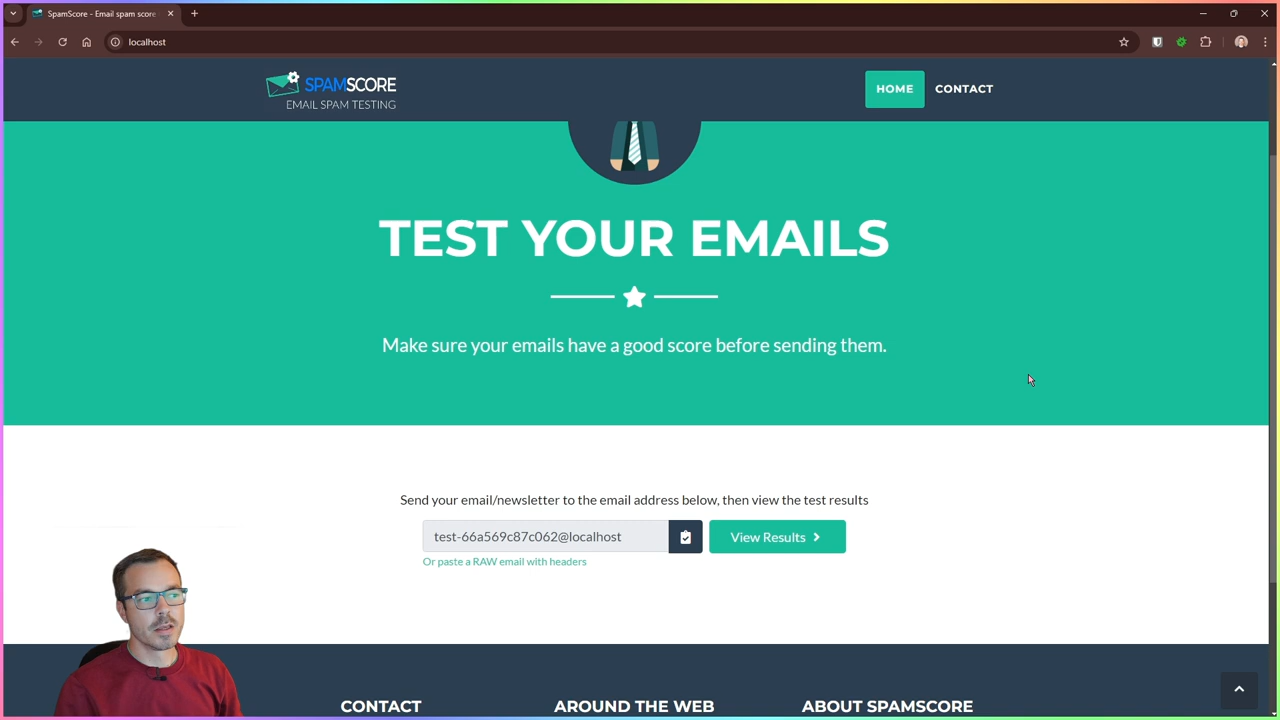 SpamScore - Email spam score
localhost
SPAMSCORE
EMAIL SPAM TESTING
HOME
CONTACT
TEST YOUR EMAILS
Make sure your emails have a good score before sending them.
Send your email/newsletter to the email address below, then view the test results
test-66a569c87c062@localhost
View Results
Or paste a RAW email with headers
CONTACT
AROUND THE WEB
ABOUT SPAMSCORE